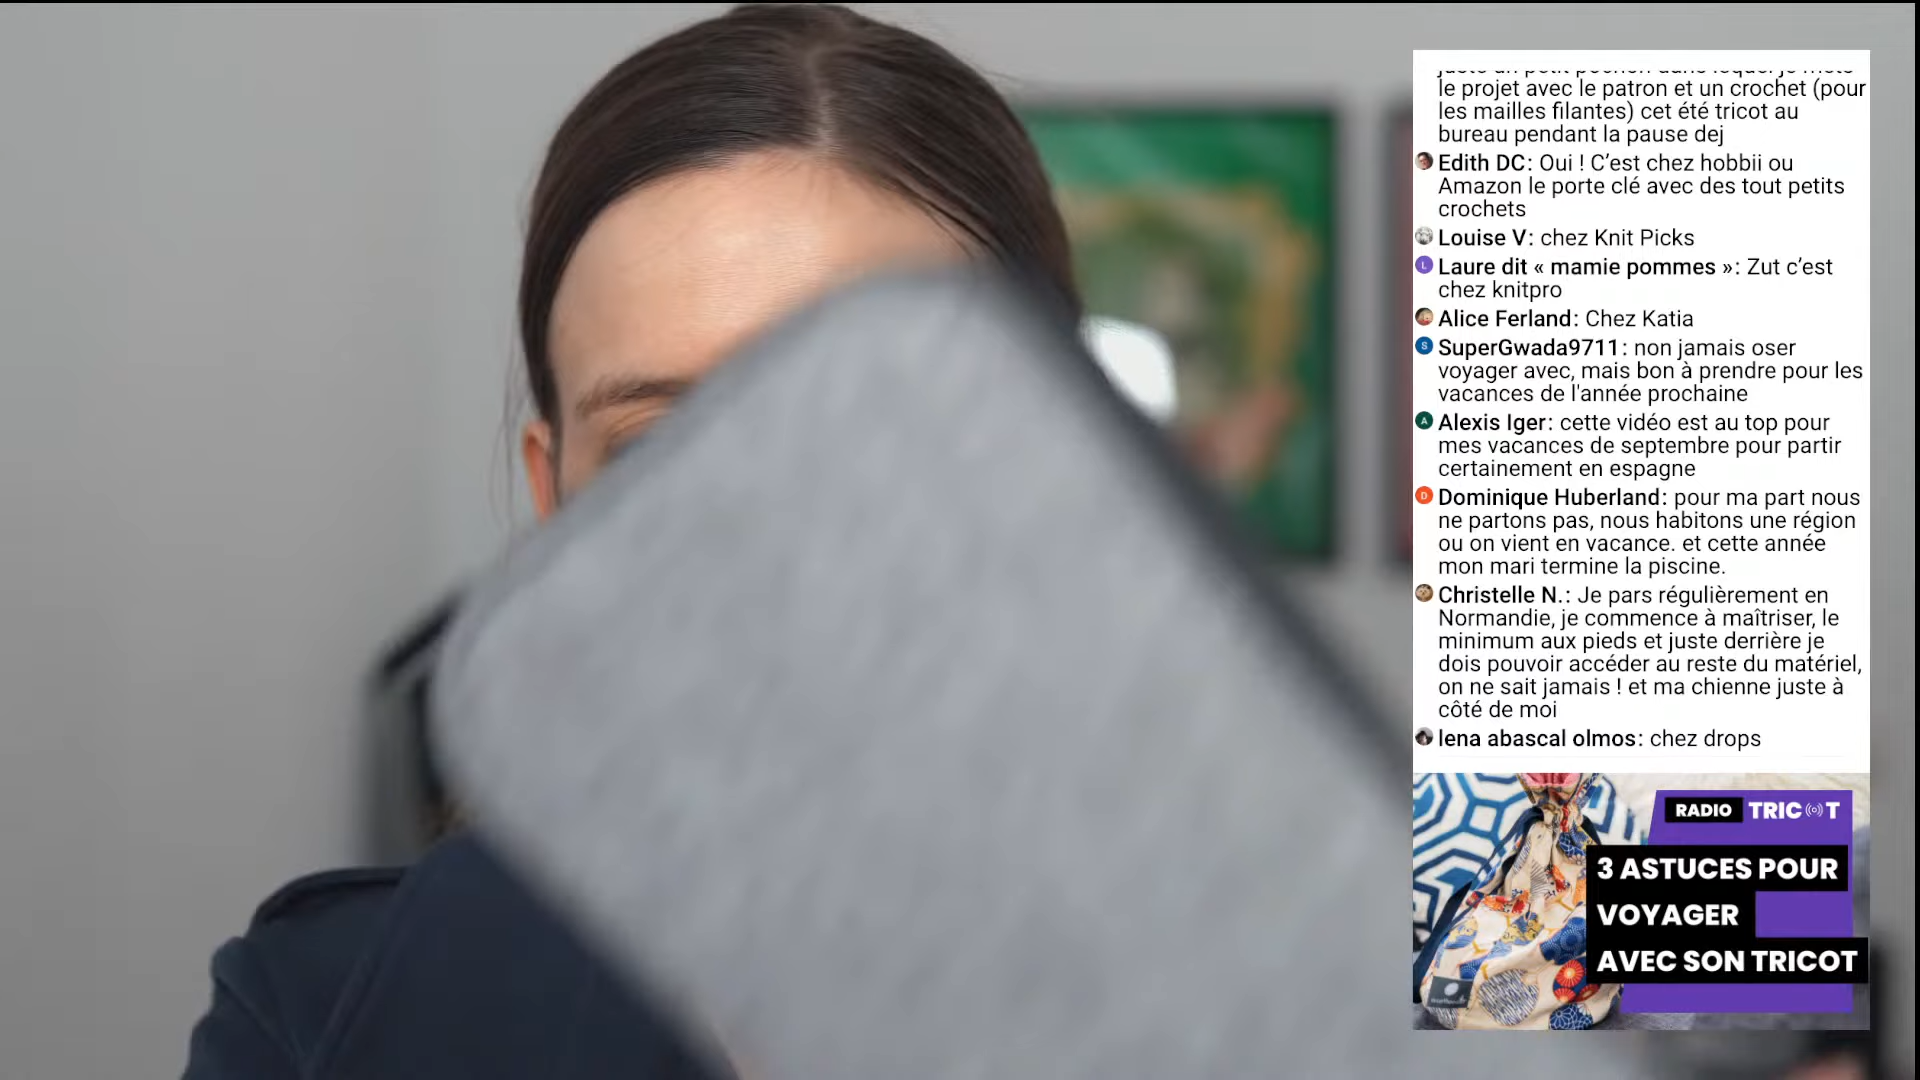 juste un petit pochon dans lequel je mets
le projet avec le patron et un crochet (pour
les mailles filantes) cet été tricot au
bureau pendant la pause dej
Edith DC: Oui ! C’est chez hobbii ou
Amazon le porte clé avec des tout petits
crochets
Louise V: chez Knit Picks
Laure dit « mamie pommes »: Zut c’est
chez knitpro
Alice Ferland: Chez Katia
SuperGwada9711: non jamais oser
voyager avec, mais bon à prendre pour les
vacances de l'année prochaine
Alexis Iger: cette vidéo est au top pour
mes vacances de septembre pour partir
certainement en espagne
Dominique Huberland: pour ma part nous
ne partons pas, nous habitons une région
ou on vient en vacance. et cette année
mon mari termine la piscine.
Christelle N.: Je pars régulièrement en
Normandie, je commence à maîtriser, le
minimum aux pieds et juste derrière je
dois pouvoir accéder au reste du matériel,
on ne sait jamais ! et ma chienne juste à
côté de moi
lena abascal olmos: chez drops
RADIO TRICOT
3 ASTUCES POUR
VOYAGER
AVEC SON TRICOT